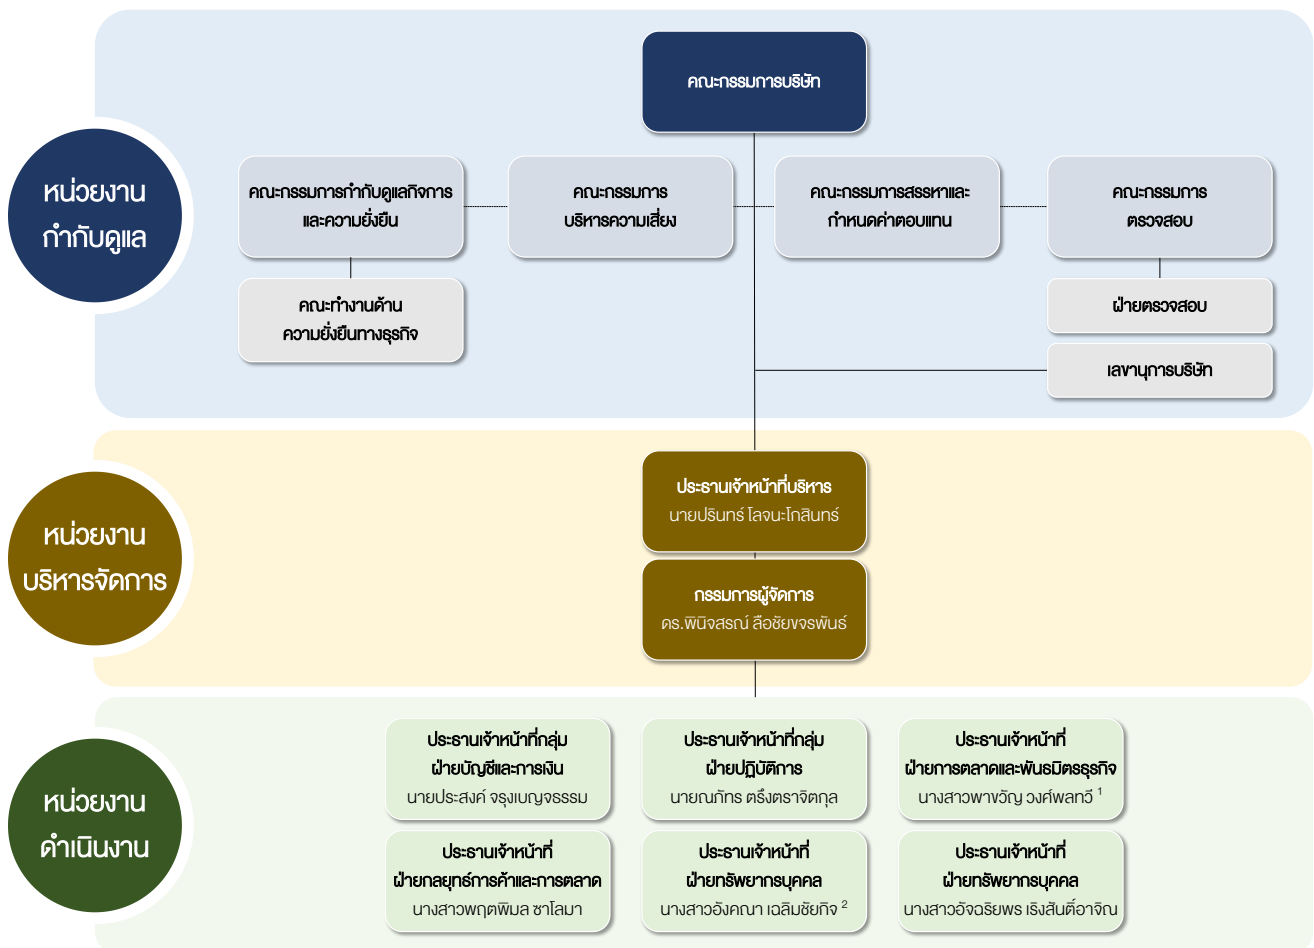 คณะกรรมการบริษัท
หน่วยงาน
กำกับดูแล
คณะกรรมการกำกับดูแลกิจการ
และความยั่งยืน
คณะกรรมการ
บริหารความเสี่ยง
คณะกรรมการสรรหาและ
กำหนดค่าตอบแทน
คณะกรรมการ
ตรวจสอบ
คณะทำงานด้าน
ความยั่งยืนทางธุรกิจ
ฝ่ายตรวจสอบ
เลขานุการบริษัท
หน่วยงาน
บริหารจัดการ
ประธานเจ้าหน้าที่บริหาร
นายปรินทร์ โลจนะโกสินทร์
กรรมการผู้จัดการ
ดร.พินิจสรณ์ ลือชัยขจรพันธ์
หน่วยงาน
ดำเนินงาน
ประธานเจ้าหน้าที่กลุ่ม
ฝ่ายบัญชีและการเงิน
นายประสงค์ จรุงเบญจธรรม
ประธานเจ้าหน้าที่กลุ่ม
ฝ่ายปฏิบัติการ
นายณภัทร ตรึงตราจิตกุล
ประธานเจ้าหน้าที่
ฝ่ายการตลาดและพันธมิตรธุรกิจ
นางสาวพาขวัญ วงศ์พลทวี ¹
ประธานเจ้าหน้าที่
ฝ่ายกลยุทธ์การค้าและการตลาด
นางสาวพฤตพิมล ซาโลมา
ประธานเจ้าหน้าที่
ฝ่ายทรัพยากรบุคคล
นางสาวอังคณา เฉลิมชัยกิจ ²
ประธานเจ้าหน้าที่
ฝ่ายทรัพยากรบุคคล
นางสาวอัจฉริยพร เริงสันติ์อาจิณ